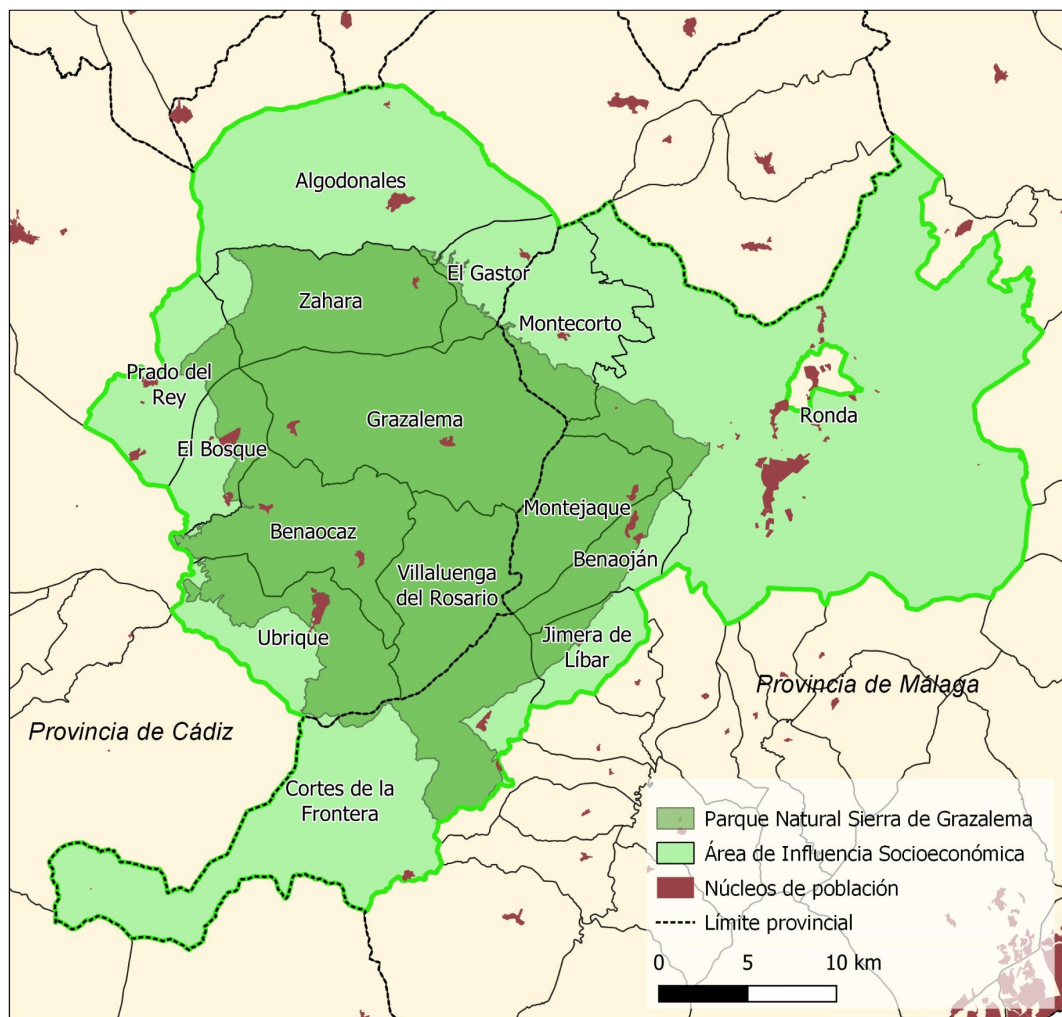 Algodonales
El Gastor
Zahara
Montecorto
Prado del
Rey
Grazalema
Ronda
El Bosque
Montejaque
Benaocaz
Benaoján
Villaluenga
del Rosario
Ubrique
Jimera de
Líbar
Provincia de Málaga
Provincia de Cádiz
Cortes de la
Frontera
Parque Natural Sierra de Grazalema
Área de Influencia Socioeconómica
Núcleos de población
Límite provincial
0 5 10 km